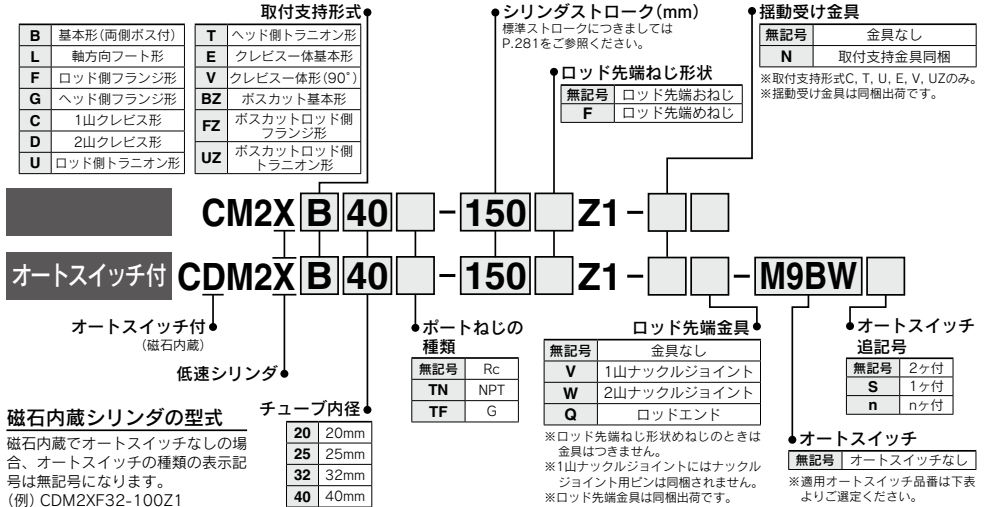 取付支持形式
B 基本形(両側ボス付)
L 軸方向フート形
F ロッド側フランジ形
G ヘッド側フランジ形
C 1山クレビス形
D 2山クレビス形
U ロッド側トラニオン形
T ヘッド側トラニオン形
E クレビス一体基本形
V クレビス一体形(90°)
BZ ボスカット基本形
FZ ボスカットロッド側
フランジ形
UZ ボスカットロッド側
トラニオン形
シリンダストローク(mm)
標準ストロークにつきましては
P.281をご参照ください。
ロッド先端ねじ形状
無記号 ロッド先端おねじ
F ロッド先端めねじ
揺動受け金具
無記号 金具なし
N 取付支持金具同梱
※取付支持形式C, T, U, E, V, UZのみ。
※揺動受け金具は同梱出荷です。
CM2X B 40 - 150 Z1 -
オートスイッチ付 CDM2X B 40 - 150 Z1 - - M9BW
オートスイッチ付
(磁石内蔵)
低速シリンダ
磁石内蔵シリンダの型式
磁石内蔵でオートスイッチなしの場
合、オートスイッチの種類の表示記
号は無記号になります。
(例) CDM2XF32-100Z1
チューブ内径
20 20mm
25 25mm
32 32mm
40 40mm
ポートねじの
種類
無記号 Rc
TN NPT
TF G
ロッド先端金具
無記号 金具なし
V 1山ナックルジョイント
W 2山ナックルジョイント
Q ロッドエンド
※ロッド先端ねじ形状めねじのときは
金具はつきません。
※1山ナックルジョイントにはナックル
ジョイント用ピンは同梱されません。
※ロッド先端金具は同梱出荷です。
オートスイッチ
追記号
無記号 2ヶ付
S 1ヶ付
n nヶ付
オートスイッチ
無記号 オートスイッチなし
※適用オートスイッチ品番は下表
よりご選定ください。